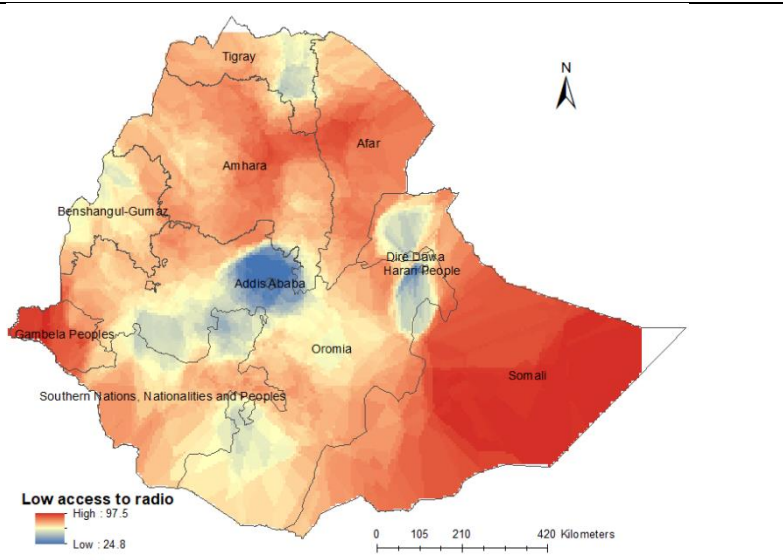 Tigray
N
Afar
Amhara
Benshangul-Gumaz
Dire Dawa
Harari People
Addis Ababa
Gambela Peoples
Oromia
Somali
Southern Nations, Nationalities and Peoples
Low access to radio
High : 97.5
Low : 24.8
0 105 210 420 Kilometers